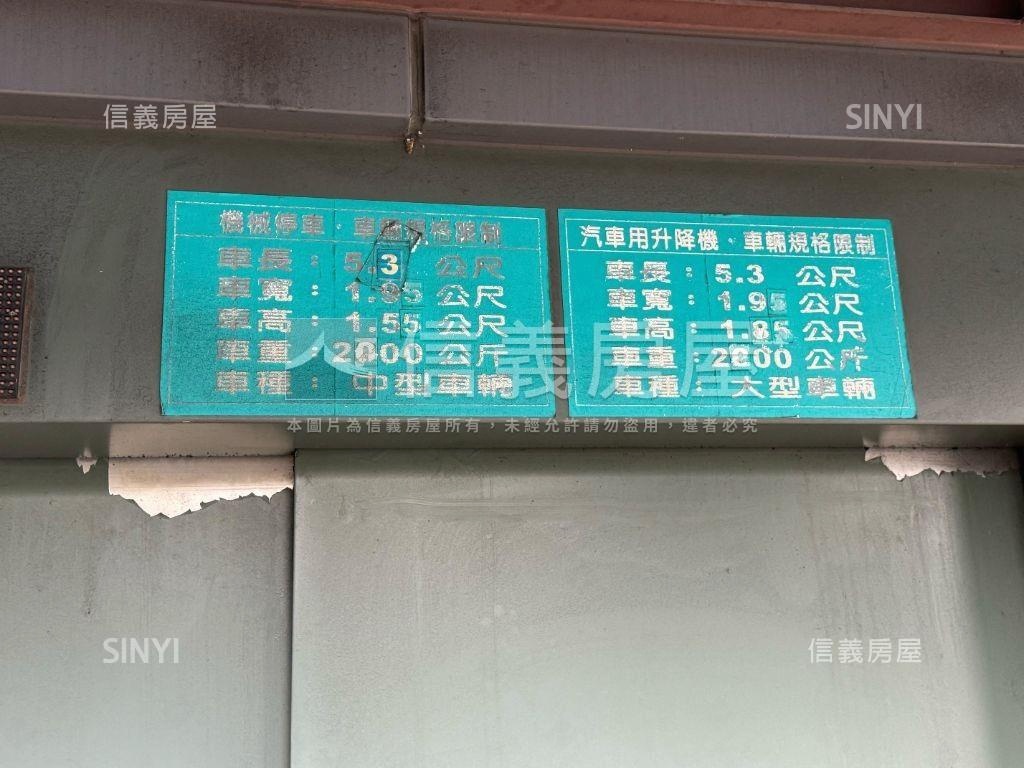 信義房屋
SINYI
機械停車 車輛規格限制
車長：5.3 公尺
車寬：1.95 公尺
車高：1.55 公尺
車重：2000 公斤
車種：中型車輛
汽車用升降機・車輛規格限制
車長：5.3 公尺
車寬：1.95 公尺
車高：1.85 公尺
車重：2200 公斤
車種：大型車輛
信義房屋
本圖片為信義房屋所有，未經允許請勿盜用，違者必究
SINYI
信義房屋